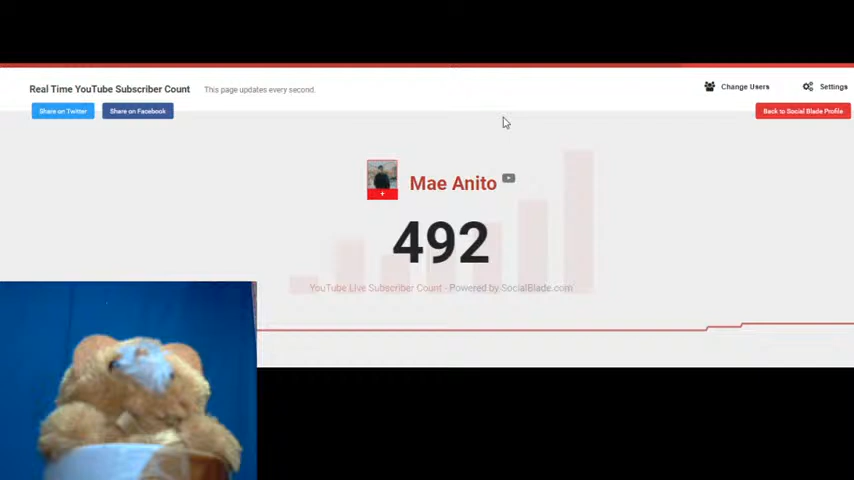 Real Time YouTube Subscriber Count
This page updates every second.
Change Users
Settings
Share on Twitter
Share on Facebook
Back to Social Blade Profile
Mae Anito
492
YouTube Live Subscriber Count - Powered by SocialBlade.com